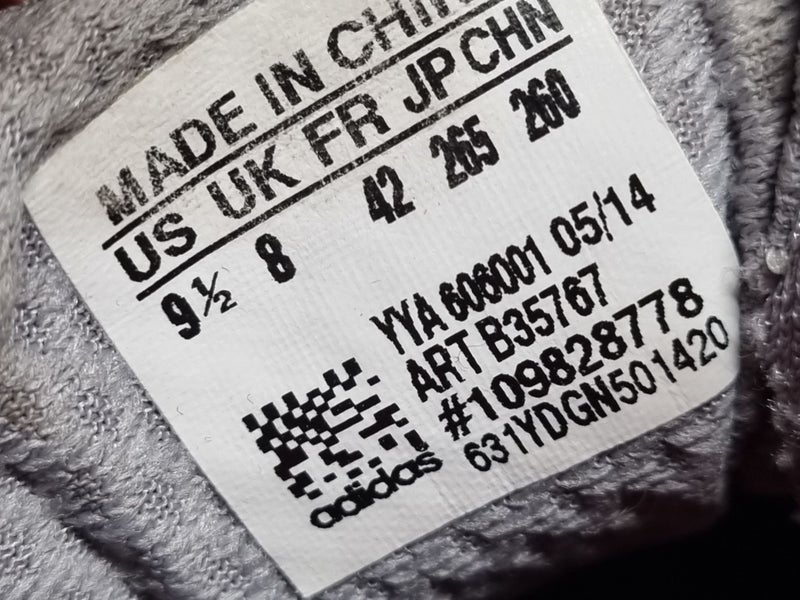 MADE IN CHIN
US UK FR JP CHN
9½ 8 42 265 260
YYA 606001 05/14
ART B35767
#109828778
631YDGN501420
adidas